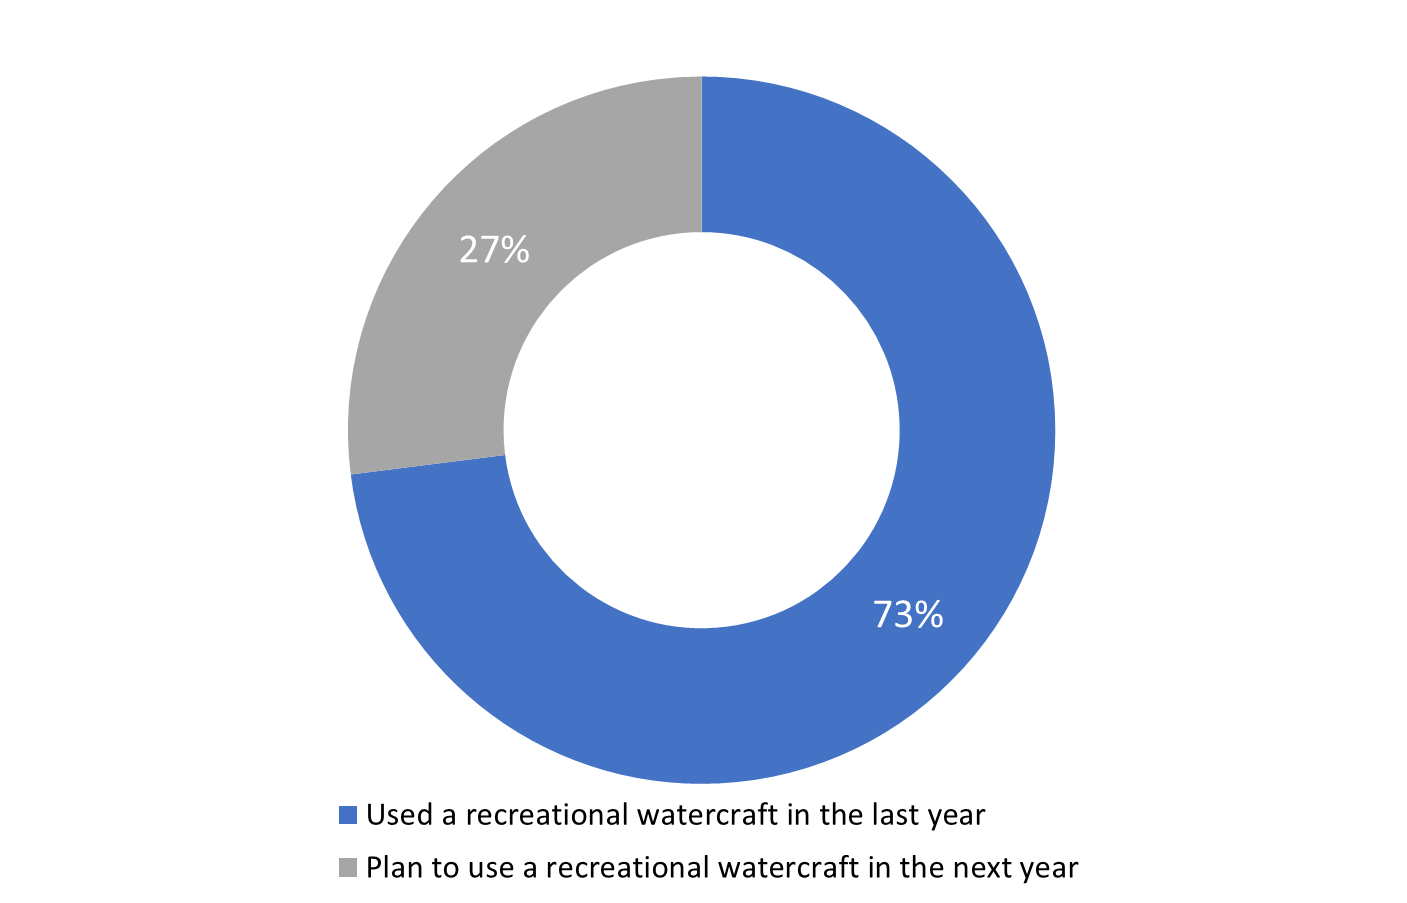 27%
73%
Used a recreational watercraft in the last year
Plan to use a recreational watercraft in the next year